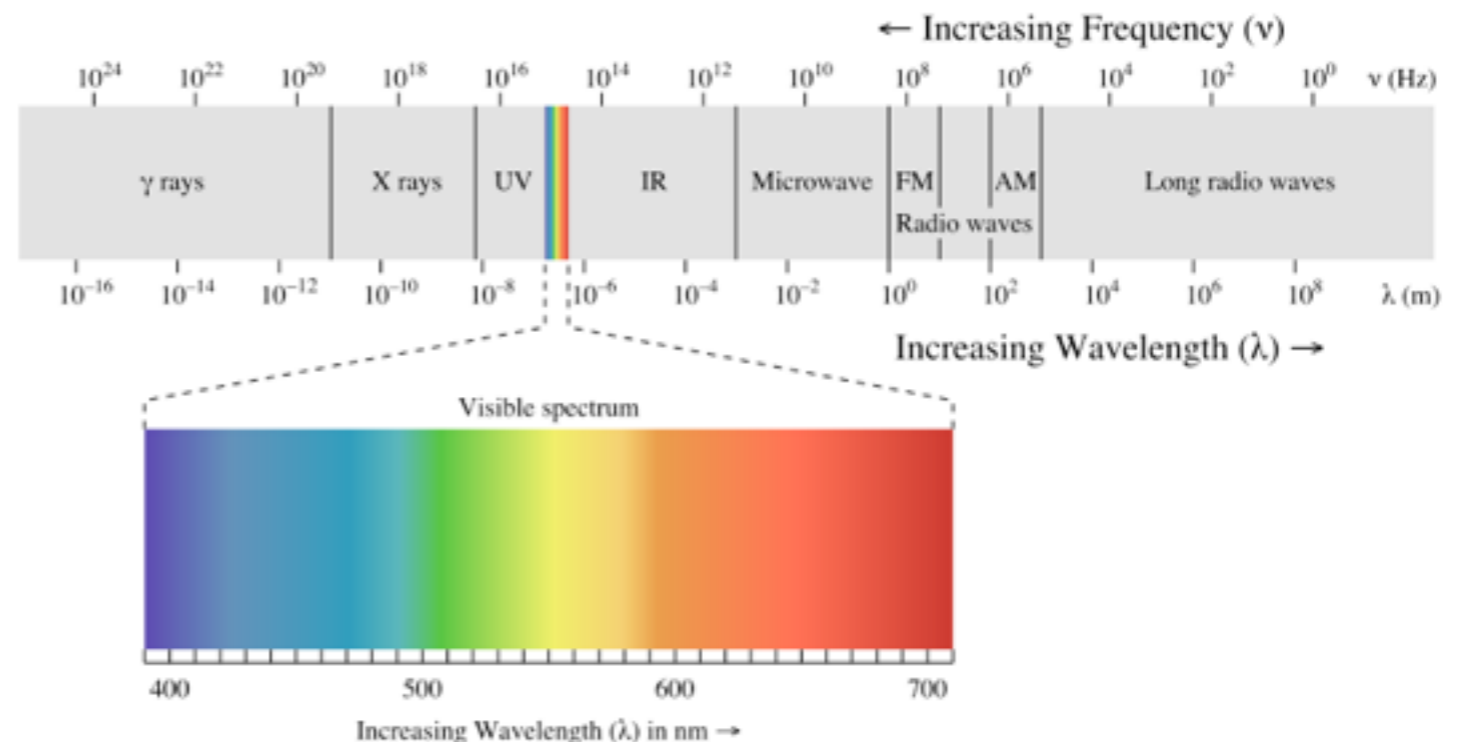 ← Increasing Frequency (ν)
10²⁴ 10²² 10²⁰ 10¹⁸ 10¹⁶ 10¹⁴ 10¹² 10¹⁰ 10⁸ 10⁶ 10⁴ 10² 10⁰ ν (Hz)
γ rays X rays UV IR Microwave FM AM Long radio waves
Radio waves
10⁻¹⁶ 10⁻¹⁴ 10⁻¹² 10⁻¹⁰ 10⁻⁸ 10⁻⁶ 10⁻⁴ 10⁻² 10⁰ 10² 10⁴ 10⁶ 10⁸ λ (m)
Increasing Wavelength (λ) →
Visible spectrum
400 500 600 700
Increasing Wavelength (λ) in nm →